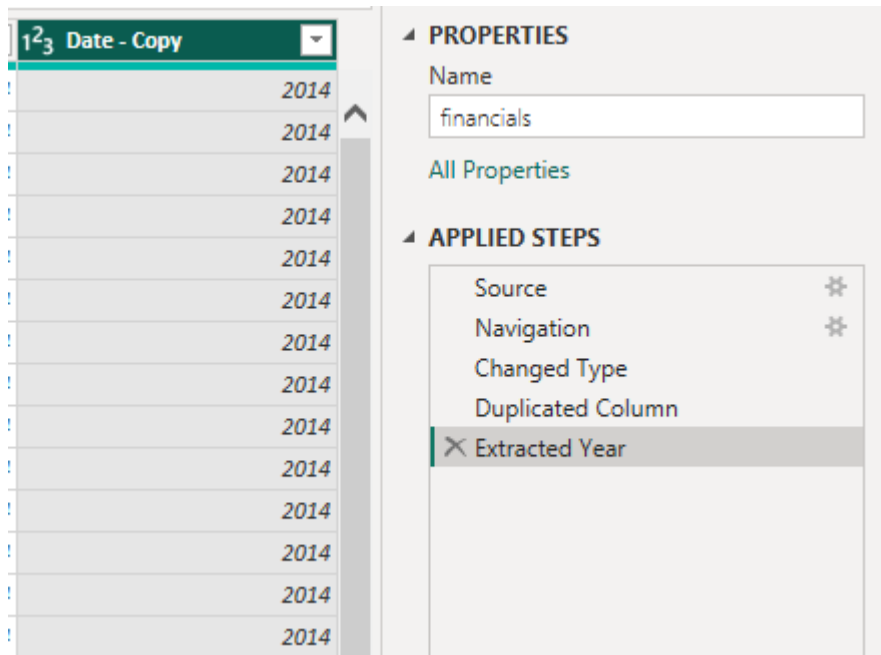 123 Date - Copy
2014
2014
2014
2014
2014
2014
2014
2014
2014
2014
2014
2014
2014
2014
PROPERTIES
Name
financials
All Properties
APPLIED STEPS
Source
Navigation
Changed Type
Duplicated Column
Extracted Year